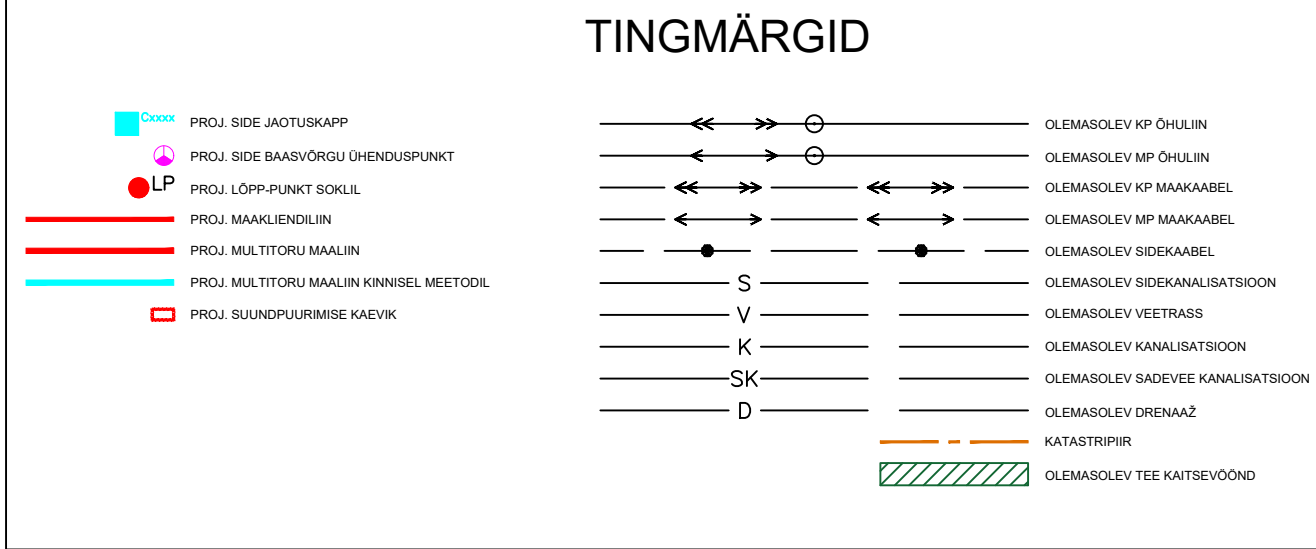 TINGMÄRGID
Cxxxx PROJ. SIDE JAOTUSKAPP
PROJ. SIDE BAASVÕRGU ÜHENDUSPUNKT
LP PROJ. LÕPP-PUNKT SOKLIL
PROJ. MAAKLIENDILIIN
PROJ. MULTITORU MAALIIN
PROJ. MULTITORU MAALIIN KINNISEL MEETODIL
PROJ. SUUNDPUURIMISE KAEVIK
OLEMASOLEV KP ÕHULIIN
OLEMASOLEV MP ÕHULIIN
OLEMASOLEV KP MAAKAABEL
OLEMASOLEV MP MAAKAABEL
OLEMASOLEV SIDEKAABEL
S OLEMASOLEV SIDEKANALISATSIOON
V OLEMASOLEV VEETRASS
K OLEMASOLEV KANALISATSIOON
SK OLEMASOLEV SADEVEE KANALISATSIOON
D OLEMASOLEV DRENAAŽ
KATASTRIPIIR
OLEMASOLEV TEE KAITSEVÖÖND